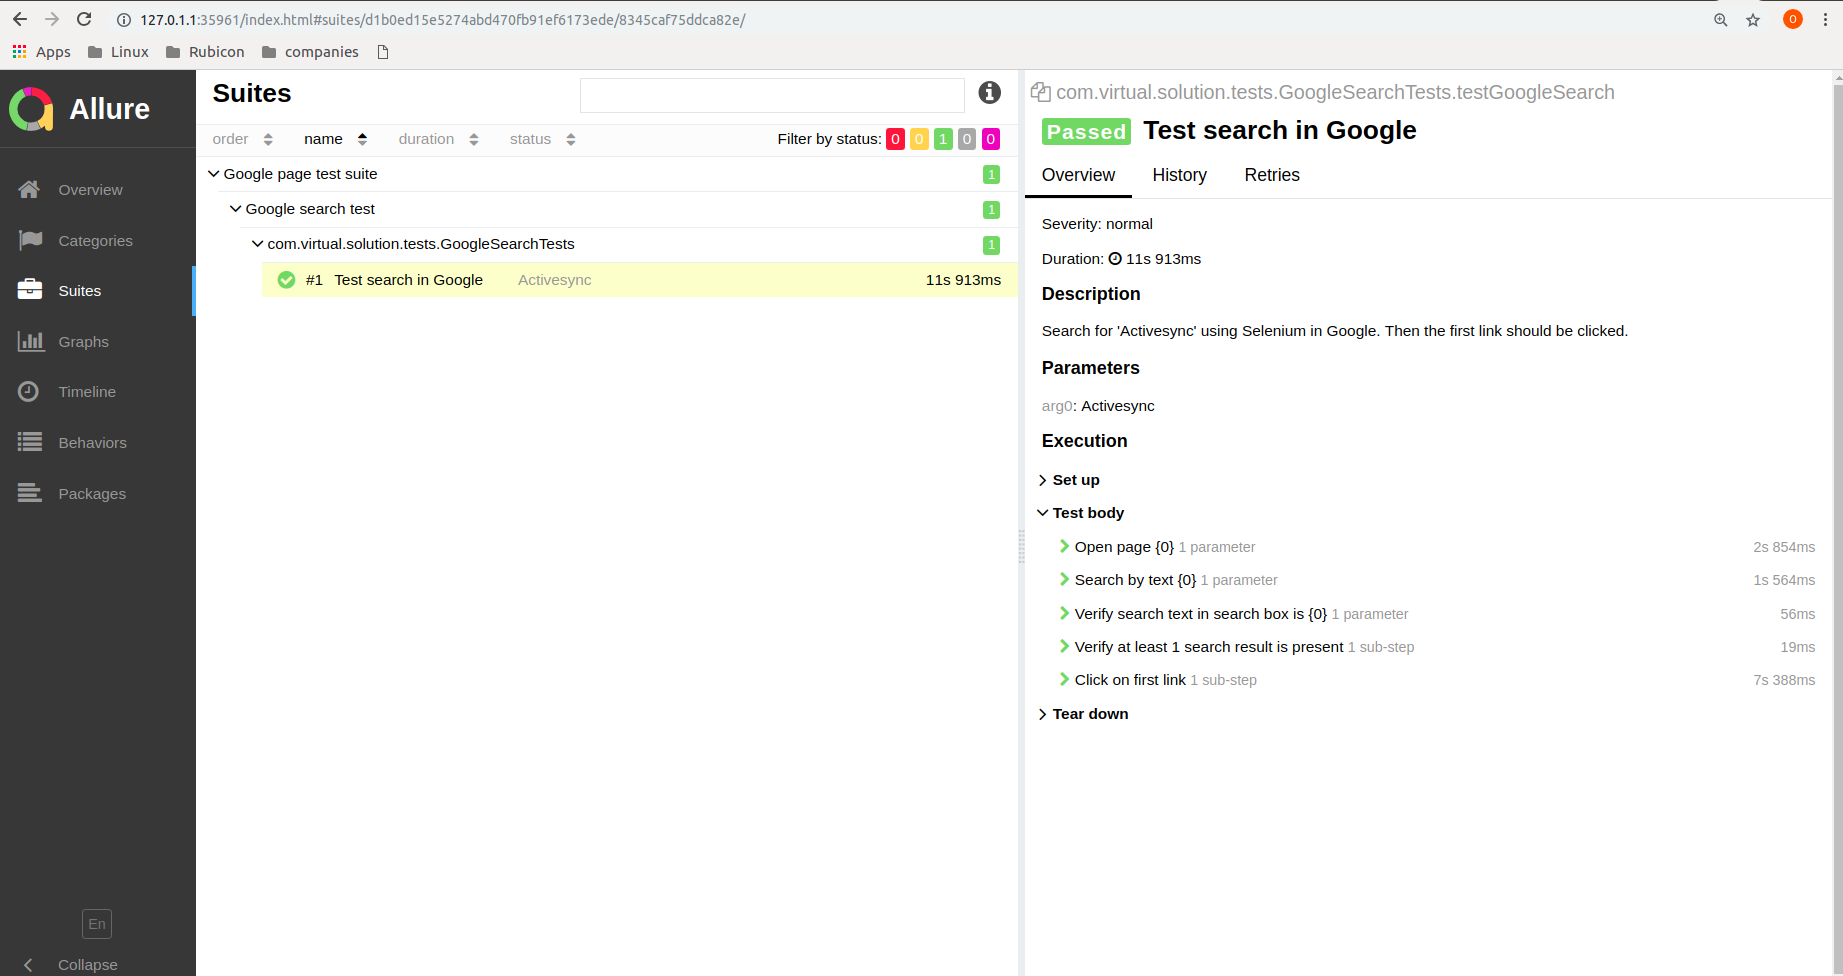 127.0.1.1:35961/index.html#suites/d1b0ed15e5274abd470fb91ef6173ede/8345caf75ddca82e/
O
Apps Linux Rubicon companies
Allure
Overview
Categories
Suites
Graphs
Timeline
Behaviors
Packages
En
Collapse
Suites
order name duration status Filter by status: 0 0 1 0 0
Google page test suite 1
Google search test 1
com.virtual.solution.tests.GoogleSearchTests 1
#1 Test search in Google Activesync 11s 913ms
com.virtual.solution.tests.GoogleSearchTests.testGoogleSearch
Passed Test search in Google
Overview History Retries
Severity: normal
Duration: 11s 913ms
Description
Search for 'Activesync' using Selenium in Google. Then the first link should be clicked.
Parameters
arg0: Activesync
Execution
Set up
Test body
Open page {0} 1 parameter 2s 854ms
Search by text {0} 1 parameter 1s 564ms
Verify search text in search box is {0} 1 parameter 56ms
Verify at least 1 search result is present 1 sub-step 19ms
Click on first link 1 sub-step 7s 388ms
Tear down